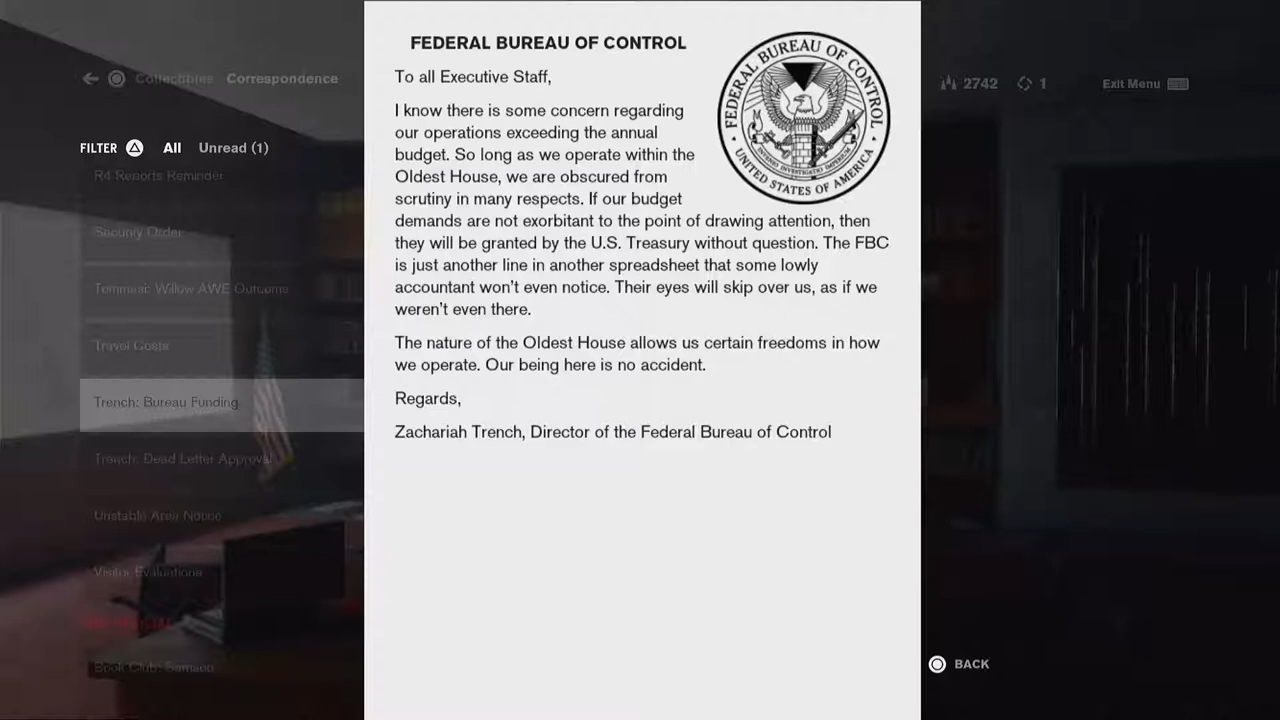 FEDERAL BUREAU OF CONTROL
FEDERAL BUREAU OF CONTROL
UNITED STATES OF AMERICA
To all Executive Staff,
I know there is some concern regarding
our operations exceeding the annual
budget. So long as we operate within the
Oldest House, we are obscured from
scrutiny in many respects. If our budget
demands are not exorbitant to the point of drawing attention, then
they will be granted by the U.S. Treasury without question. The FBC
is just another line in another spreadsheet that some lowly
accountant won't even notice. Their eyes will skip over us, as if we
weren't even there.
The nature of the Oldest House allows us certain freedoms in how
we operate. Our being here is no accident.
Regards,
Zachariah Trench, Director of the Federal Bureau of Control
Collectibles Correspondence
2742 1 Exit Menu
FILTER All Unread (1)
R4 Reports Reminder
Security Order
Tommasi: Willow AWE Outcome
Travel Costs
Trench: Bureau Funding
Trench: Dead Letter Approval
Unstable Area Notice
Visitor Evaluations
Book Club: Samson
BACK